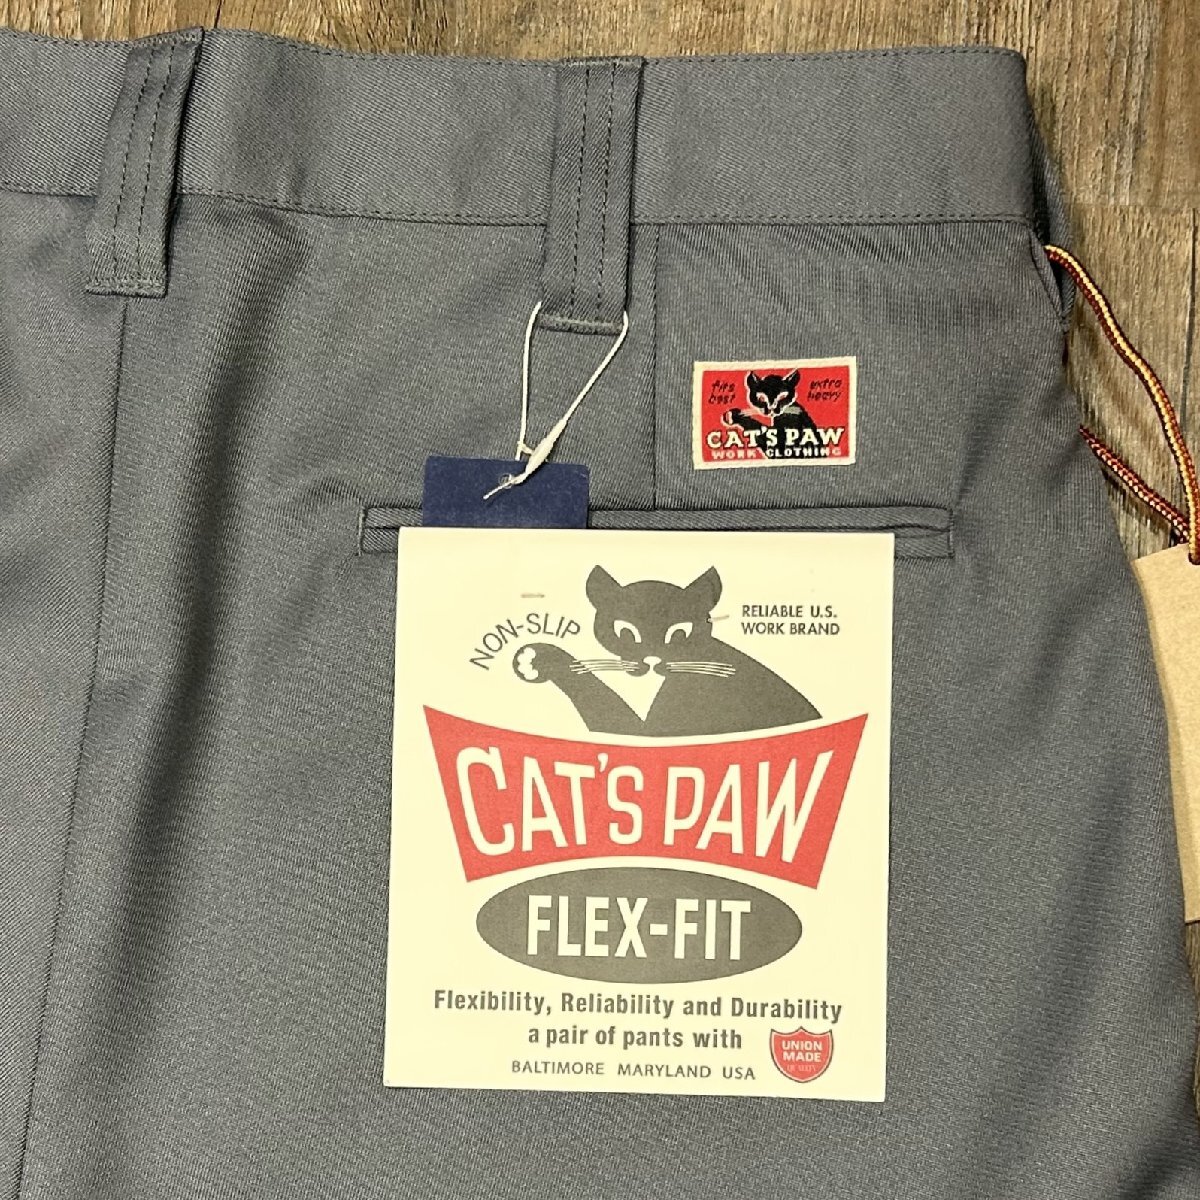 fits extra
best heavy
CAT'S PAW
WORK CLOTHING
NON-SLIP
RELIABLE U.S.
WORK BRAND
CAT'S PAW
FLEX-FIT
Flexibility, Reliability and Durability
a pair of pants with
UNION
MADE
QUALITY
BALTIMORE MARYLAND USA